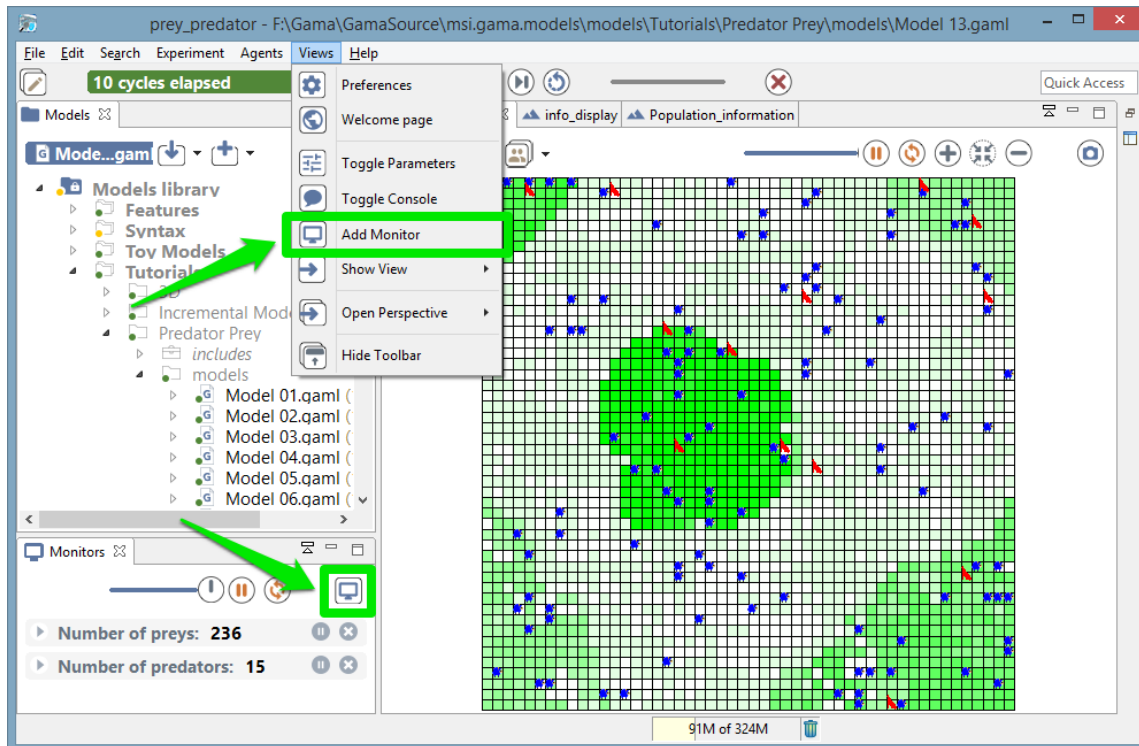 prey_predator - F:\Gama\GamaSource\msi.gama.models\models\Tutorials\Predator Prey\models\Model 13.gaml
File Edit Search Experiment Agents Views Help
10 cycles elapsed
Quick Access
Preferences
Welcome page
Toggle Parameters
Toggle Console
Add Monitor
Show View
Open Perspective
Hide Toolbar
Models
info_display
Population_information
Mode...gaml
Models library
Features
Syntax
Toy Models
Tutorials
3D
Incremental Mode
Predator Prey
includes
models
Model 01.gaml (
Model 02.gaml (
Model 03.gaml (
Model 04.gaml (
Model 05.gaml (
Model 06.gaml (
Monitors
Number of preys: 236
Number of predators: 15
91M of 324M